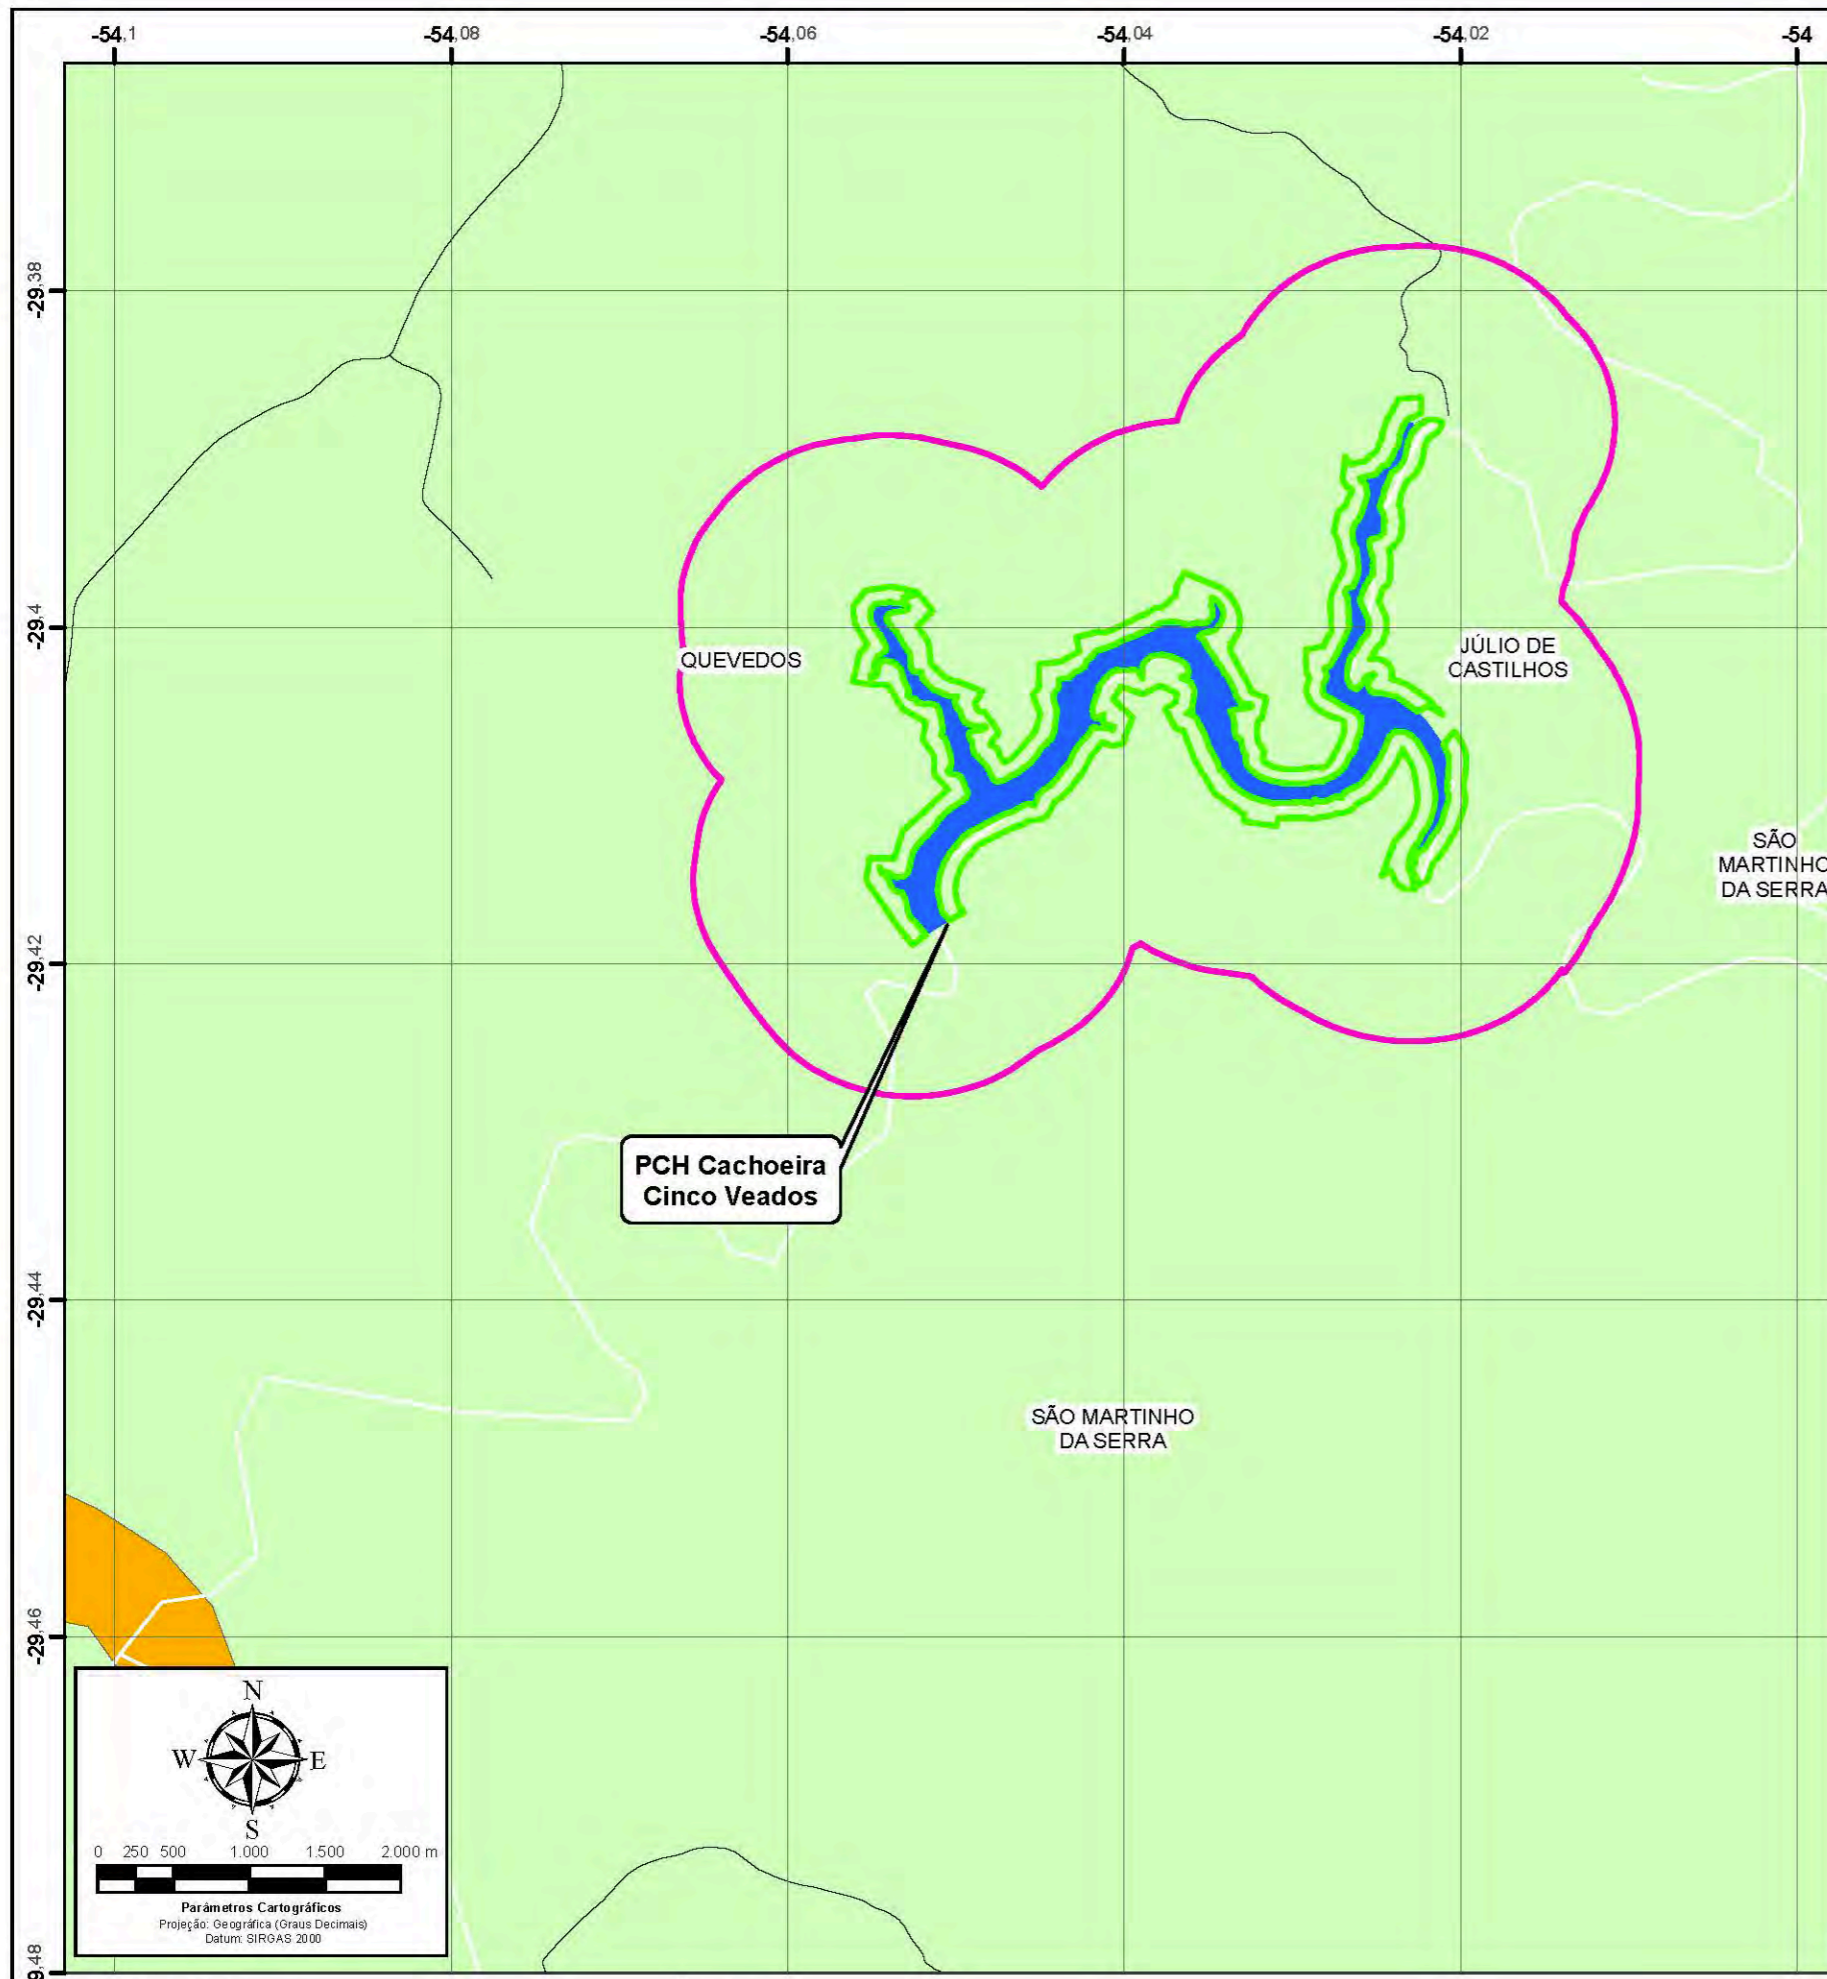 -54,1
-54,08
-54,06
-54,04
-54,02
-54
-29,38
-29,4
-29,42
-29,44
-29,46
9,48
QUEVEDOS
JÚLIO DE
CASTILHOS
SÃO
MARTINHO
DA SERRA
PCH Cachoeira
Cinco Veados
SÃO MARTINHO
DA SERRA
N
W E
S
0 250 500 1.000 1.500 2.000 m
Parâmetros Cartográficos
Projeção: Geográfica (Graus Decimais)
Datum: SIRGAS 2000